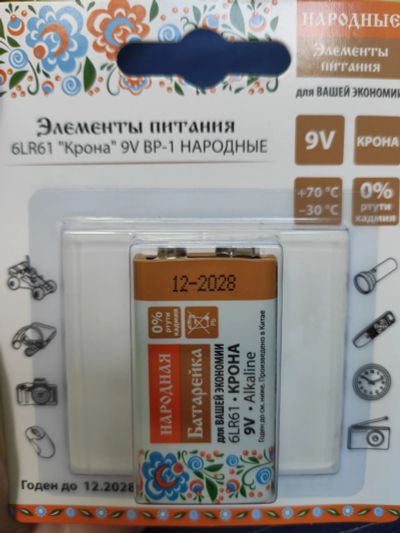 НАРОДНЫЕ
Элементы
питания
для ВАШЕЙ ЭКОНОМИИ
Элементы питания
6LR61 "Крона" 9V BP-1 НАРОДНЫЕ
9V
КРОНА
+70 °C
–30 °C
0%
ртути
кадмия
12-2028
0%
ртути
кадмия
Pb
НАРОДНАЯ
Батарейка
для ВАШЕЙ ЭКОНОМИИ
6LR61 • КРОНА
9V • Alkaline
Годен до см. ниже. Произведено в Китае
Годен до 12.2028